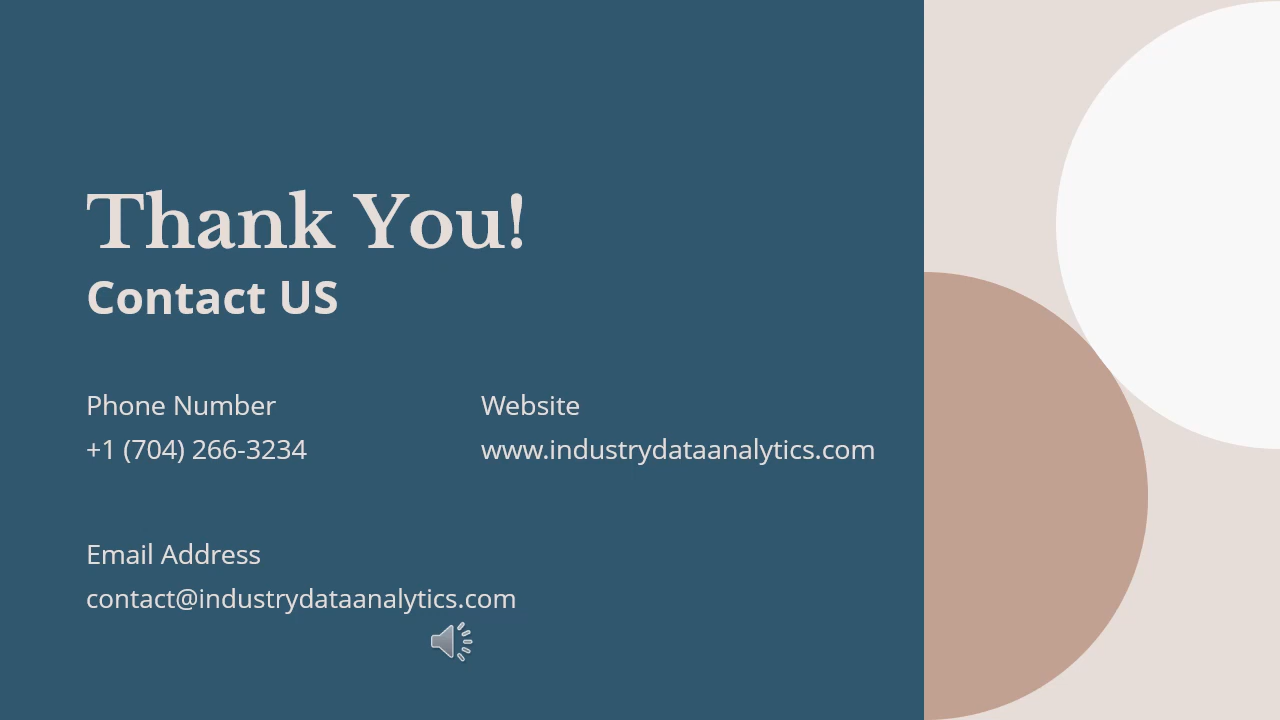 Thank You!
Contact US
Phone Number
+1 (704) 266-3234
Website
www.industrydataanalytics.com
Email Address
contact@industrydataanalytics.com